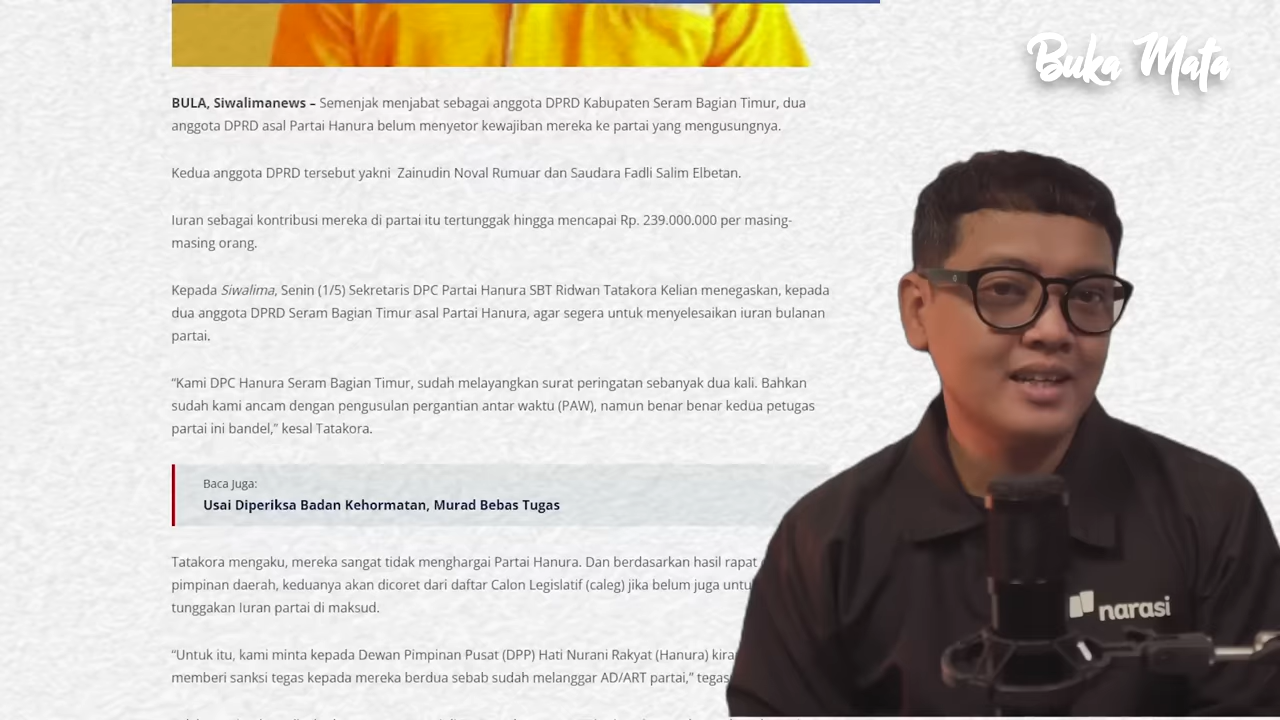 Buka Mata
BULA, Siwalimanews – Semenjak menjabat sebagai anggota DPRD Kabupaten Seram Bagian Timur, dua
anggota DPRD asal Partai Hanura belum menyetor kewajiban mereka ke partai yang mengusungnya.
Kedua anggota DPRD tersebut yakni  Zainudin Noval Rumuar dan Saudara Fadli Salim Elbetan.
Iuran sebagai kontribusi mereka di partai itu tertunggak hingga mencapai Rp. 239.000.000 per masing-
masing orang.
Kepada Siwalima, Senin (1/5) Sekretaris DPC Partai Hanura SBT Ridwan Tatakora Kelian menegaskan, kepada
dua anggota DPRD Seram Bagian Timur asal Partai Hanura, agar segera untuk menyelesaikan iuran bulanan
partai.
“Kami DPC Hanura Seram Bagian Timur, sudah melayangkan surat peringatan sebanyak dua kali. Bahkan
sudah kami ancam dengan pengusulan pergantian antar waktu (PAW), namun benar benar kedua petugas
partai ini bandel,” kesal Tatakora.
Baca Juga:
Usai Diperiksa Badan Kehormatan, Murad Bebas Tugas
Tatakora mengaku, mereka sangat tidak menghargai Partai Hanura. Dan berdasarkan hasil rapat
pimpinan daerah, keduanya akan dicoret dari daftar Calon Legislatif (caleg) jika belum juga
tunggakan Iuran partai di maksud.
“Untuk itu, kami minta kepada Dewan Pimpinan Pusat (DPP) Hati Nurani Rakyat (Hanura)
memberi sanksi tegas kepada mereka berdua sebab sudah melanggar AD/ART partai,”
narasi